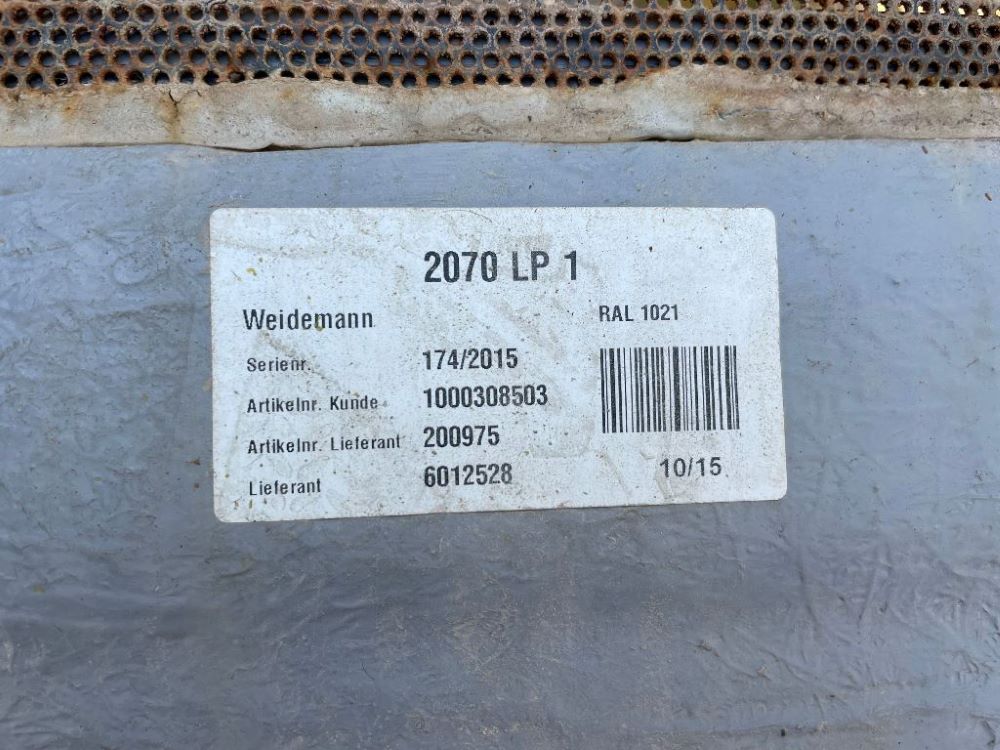 2070 LP 1
Weidemann RAL 1021
Serienr. 174/2015
Artikelnr. Kunde 1000308503
Artikelnr. Lieferant 200975
Lieferant 6012528 10/15